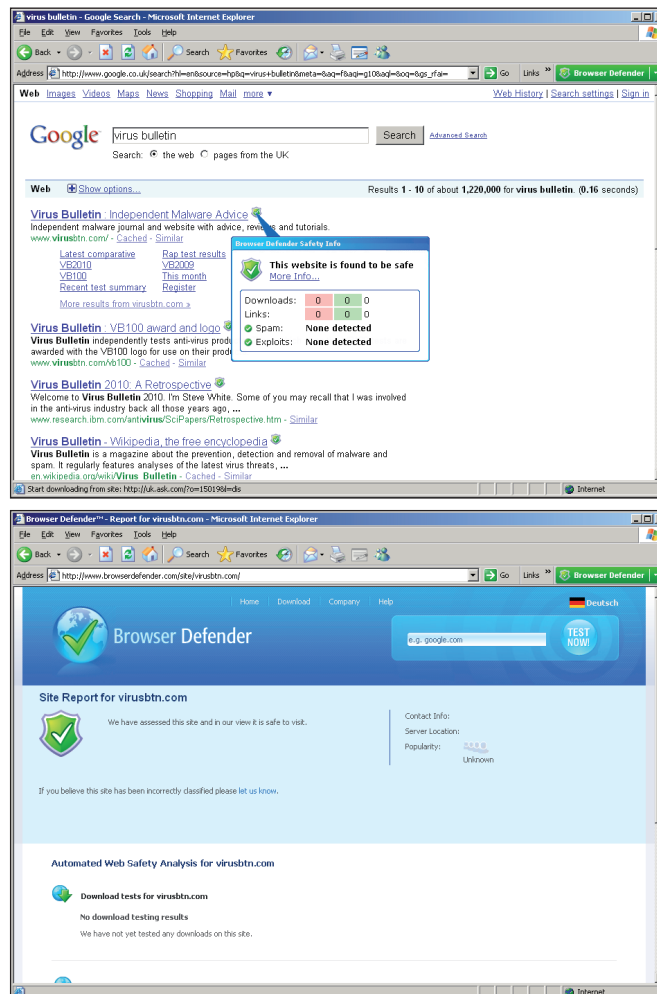 virus bulletin - Google Search - Microsoft Internet Explorer
File Edit View Favorites Tools Help
Back Search Favorites
Address http://www.google.co.uk/search?hl=en&source=hp&q=virus+bulletin&meta=&aq=f&aqi=g10&aql=&oq=&gs_rfai= Go Links » Browser Defender
Web Images Videos Maps News Shopping Mail more ▼ Web History | Search settings | Sign in
Google virus bulletin Search Advanced Search
Search: the web pages from the UK
Web Show options... Results 1 - 10 of about 1,220,000 for virus bulletin. (0.16 seconds)
Virus Bulletin : Independent Malware Advice
Independent malware journal and website with advice, reviews and tutorials.
www.virusbtn.com/ - Cached - Similar
Latest comparative Rap test results
VB2010 VB2009
VB100 This month
Recent test summary Register
More results from virusbtn.com »
Browser Defender Safety Info
This website is found to be safe
More Info...
Downloads: 0 0 0
Links: 0 0 0
Spam: None detected
Exploits: None detected
Virus Bulletin : VB100 award and logo
Virus Bulletin independently tests anti-virus
awarded with the VB100 logo for use on their
www.virusbtn.com/vb100 - Cached - Similar
Virus Bulletin 2010: A Retrospective
Welcome to Virus Bulletin 2010. I'm Steve White. Some of you may recall that I was involved
in the anti-virus industry back all those years ago, ...
www.research.ibm.com/antivirus/SciPapers/Retrospective.htm - Similar
Virus Bulletin - Wikipedia, the free encyclopedia
Virus Bulletin is a magazine about the prevention, detection and removal of malware and
spam. It regularly features analyses of the latest virus threats, ...
en.wikipedia.org/wiki/Virus_Bulletin - Cached - Similar
Start downloading from site: http://uk.ask.com/?o=15019&l=dis Internet
Browser Defender™ - Report for virusbtn.com - Microsoft Internet Explorer
File Edit View Favorites Tools Help
Back Search Favorites
Address http://www.browserdefender.com/site/virusbtn.com/ Go Links » Browser Defender
Home Download Company Help Deutsch
Browser Defender e.g. google.com TEST
NOW!
Site Report for virusbtn.com
We have assessed this site and in our view it is safe to visit.
Contact Info:
Server Location:
Popularity:
Unknown
If you believe this site has been incorrectly classified please let us know.
Automated Web Safety Analysis for virusbtn.com
Download tests for virusbtn.com
No download testing results
We have not yet tested any downloads on this site.
Internet